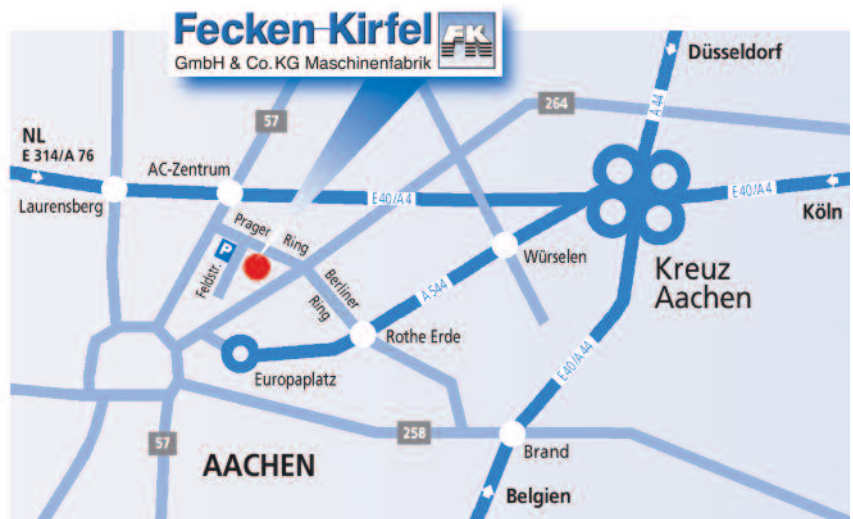 Fecken-Kirfel
FK
GmbH & Co. KG Maschinenfabrik
Düsseldorf
A 44
264
57
NL
E 314/A 76
AC-Zentrum
E40/A4
E40/A4
Laurensberg
Köln
Prager Ring
P
Feldstr.
Würselen
Kreuz
Aachen
Berliner Ring
A 544
Rothe Erde
E40/A44
Europaplatz
258
57
Brand
AACHEN
Belgien